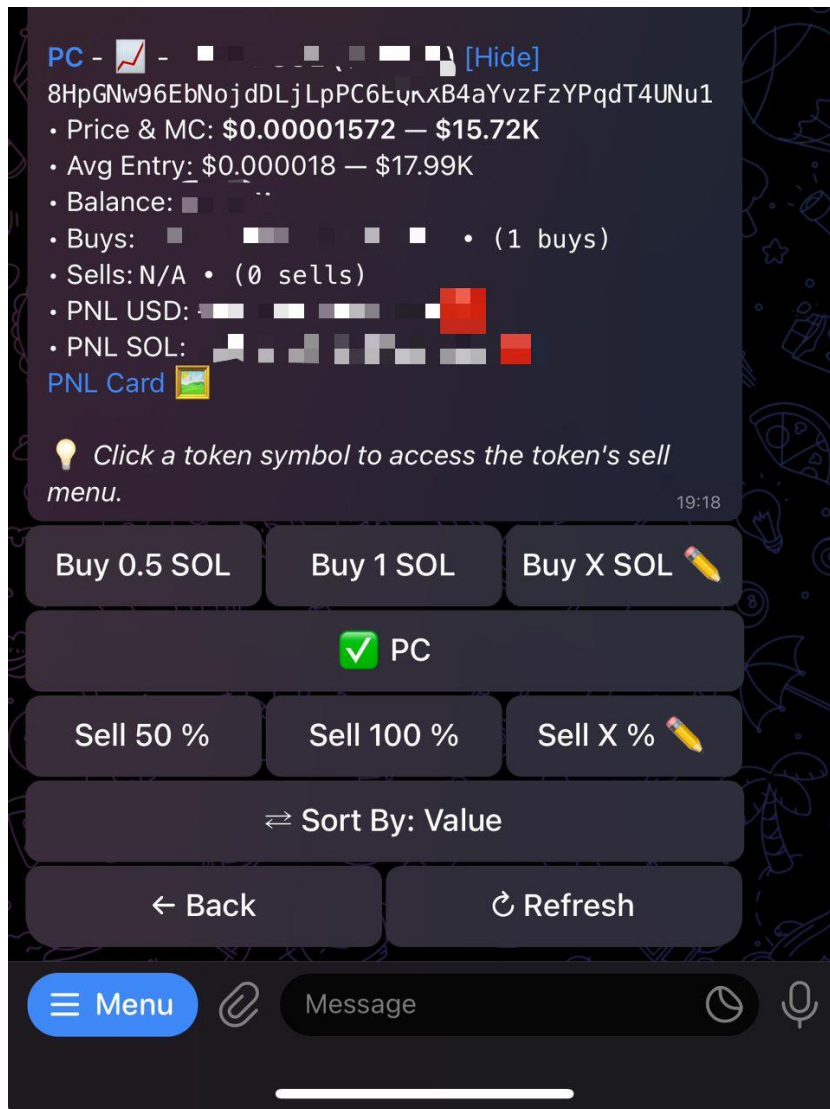 PC - 📈 - [Hide]
8HpGNw96EbNojdDLjLpPC6EQKXB4aYvzFzYPqdT4UNu1
• Price & MC: $0.00001572 — $15.72K
• Avg Entry: $0.000018 — $17.99K
• Balance:
• Buys: • (1 buys)
• Sells: N/A • (0 sells)
• PNL USD:
• PNL SOL:
PNL Card 🖼️
💡 Click a token symbol to access the token's sell
menu.
19:18
Buy 0.5 SOL Buy 1 SOL Buy X SOL ✏️
✅ PC
Sell 50 % Sell 100 % Sell X % ✏️
⇄ Sort By: Value
← Back ↻ Refresh
Menu Message